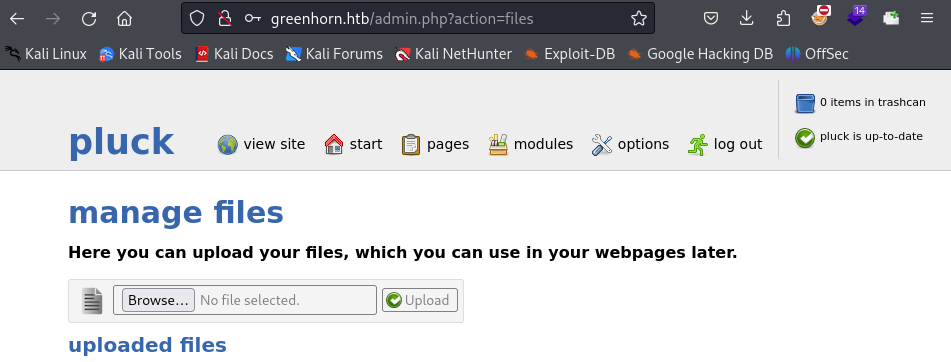 greenhorn.htb/admin.php?action=files
14
Kali Linux Kali Tools Kali Docs Kali Forums Kali NetHunter Exploit-DB Google Hacking DB OffSec
0 items in trashcan
pluck is up-to-date
pluck view site start pages modules options log out
manage files
Here you can upload your files, which you can use in your webpages later.
Browse... No file selected. Upload
uploaded files